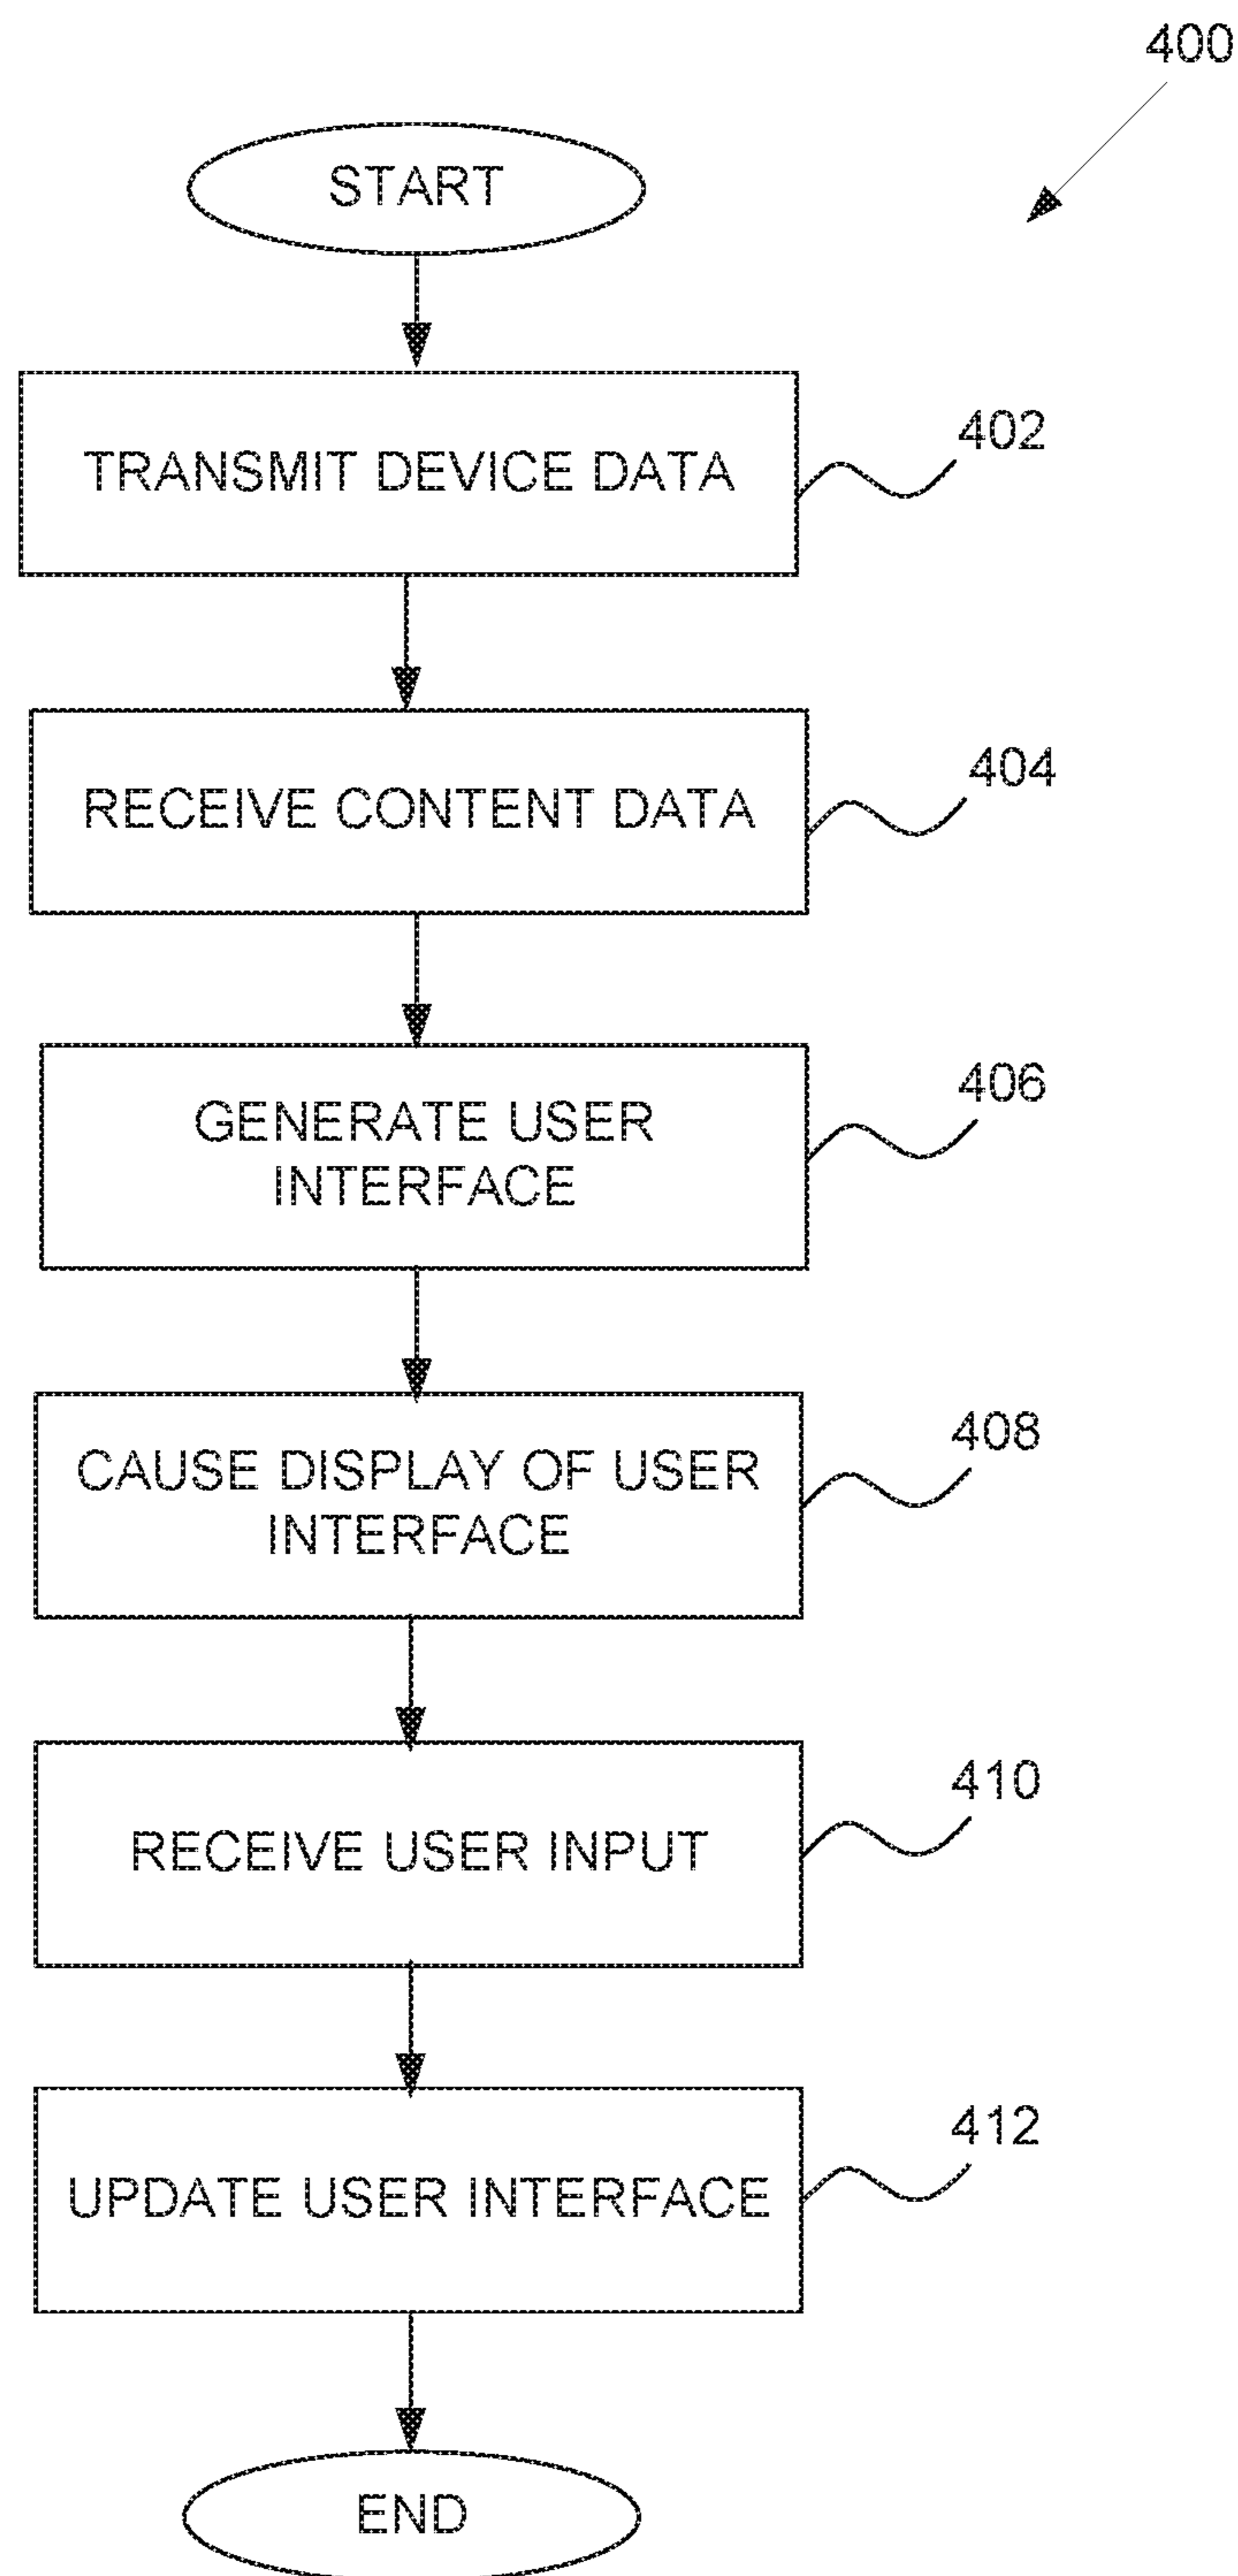 400
START
TRANSMIT DEVICE DATA
402
RECEIVE CONTENT DATA
404
GENERATE USER
INTERFACE
406
CAUSE DISPLAY OF USER
INTERFACE
408
RECEIVE USER INPUT
410
UPDATE USER INTERFACE
412
END